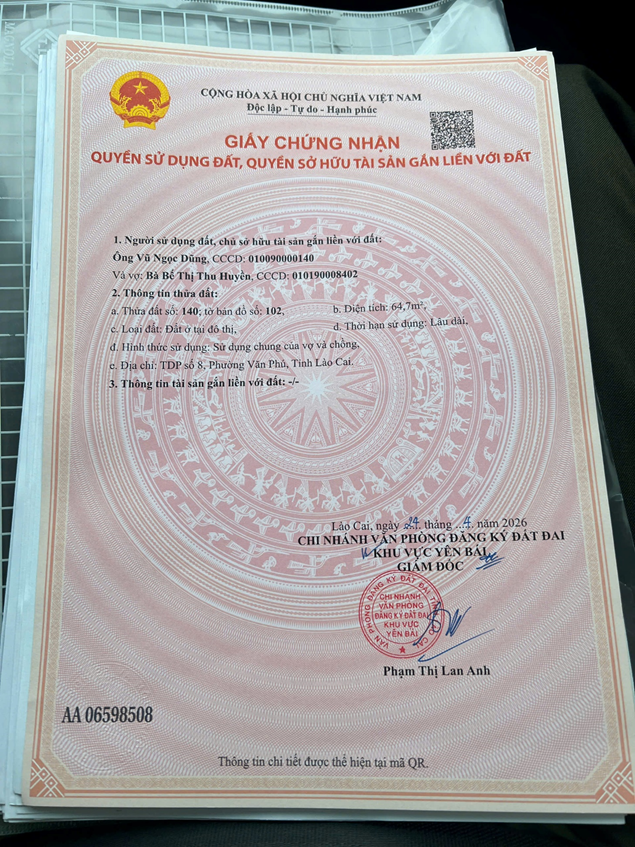 CỘNG HÒA XÃ HỘI CHỦ NGHĨA VIỆT NAM
Độc lập - Tự do - Hạnh phúc
GIẤY CHỨNG NHẬN
QUYỀN SỬ DỤNG ĐẤT, QUYỀN SỞ HỮU TÀI SẢN GẮN LIỀN VỚI ĐẤT
1. Người sử dụng đất, chủ sở hữu tài sản gắn liền với đất:
Ông Vũ Ngọc Dũng, CCCD: 010090000140
Và vợ: Bà Bế Thị Thu Huyền, CCCD: 010190008402
2. Thông tin thửa đất:
a. Thửa đất số: 140; tờ bản đồ số: 102, b. Diện tích: 64,7m²,
c. Loại đất: Đất ở tại đô thị, d. Thời hạn sử dụng: Lâu dài,
đ. Hình thức sử dụng: Sử dụng chung của vợ và chồng,
e. Địa chỉ: TDP số 8, Phường Văn Phú, Tỉnh Lào Cai.
3. Thông tin tài sản gắn liền với đất: -/-
Lào Cai, ngày tháng 4 năm 2026
CHI NHÁNH VĂN PHÒNG ĐĂNG KÝ ĐẤT ĐAI
KHU VỰC YÊN BÁI
GIÁM ĐỐC
CHI NHÁNH
VĂN PHÒNG
ĐĂNG KÝ ĐẤT ĐAI
KHU VỰC
YÊN BÁI
Phạm Thị Lan Anh
AA 06598508
Thông tin chi tiết được thể hiện tại mã QR.